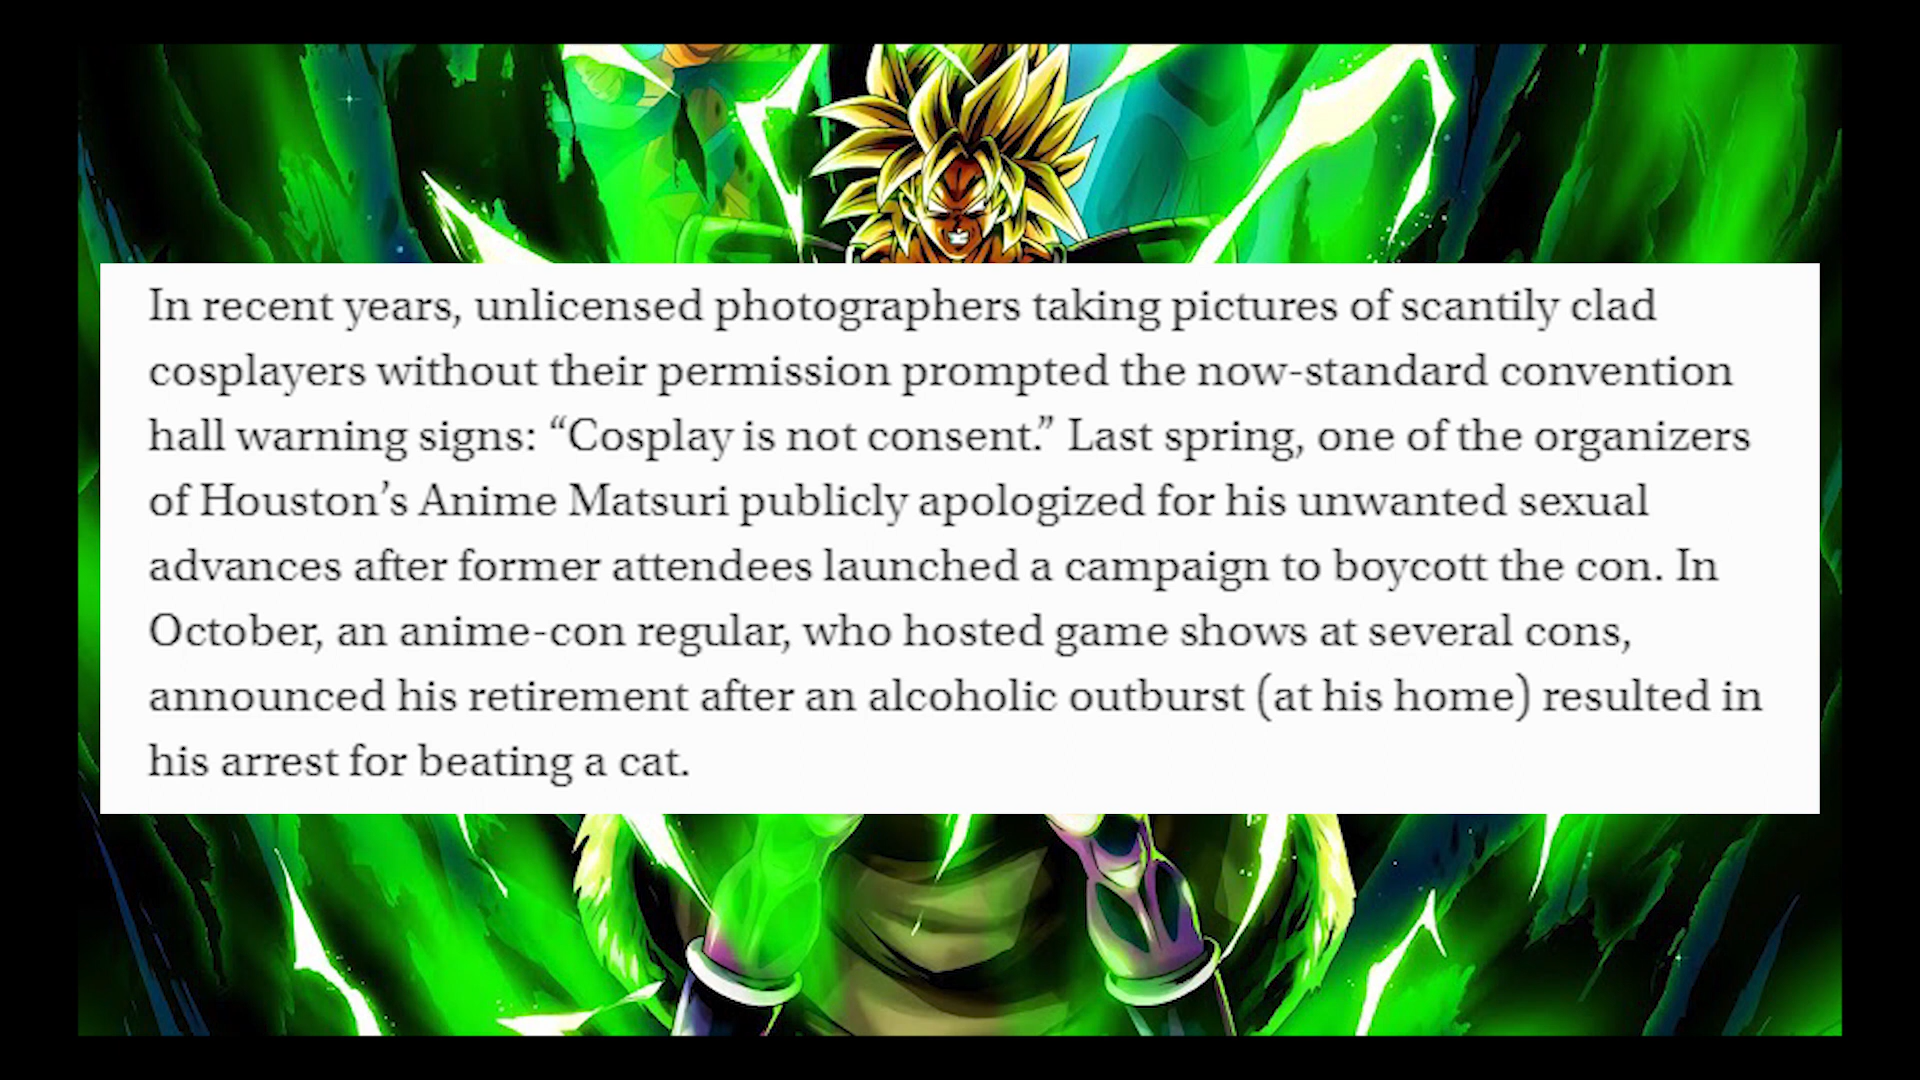 In recent years, unlicensed photographers taking pictures of scantily clad
cosplayers without their permission prompted the now-standard convention
hall warning signs: “Cosplay is not consent.” Last spring, one of the organizers
of Houston’s Anime Matsuri publicly apologized for his unwanted sexual
advances after former attendees launched a campaign to boycott the con. In
October, an anime-con regular, who hosted game shows at several cons,
announced his retirement after an alcoholic outburst (at his home) resulted in
his arrest for beating a cat.